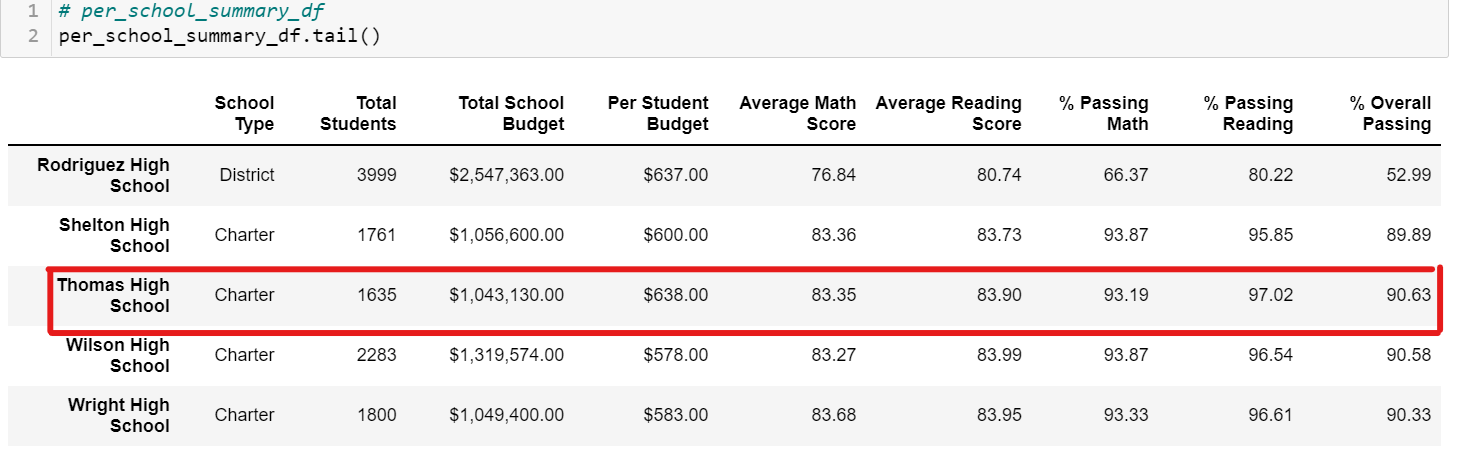 1 # per_school_summary_df
2 per_school_summary_df.tail()
School Type Total Students Total School Budget Per Student Budget Average Math Score Average Reading Score % Passing Math % Passing Reading % Overall Passing
Rodriguez High School District 3999 $2,547,363.00 $637.00 76.84 80.74 66.37 80.22 52.99
Shelton High School Charter 1761 $1,056,600.00 $600.00 83.36 83.73 93.87 95.85 89.89
Thomas High School Charter 1635 $1,043,130.00 $638.00 83.35 83.90 93.19 97.02 90.63
Wilson High School Charter 2283 $1,319,574.00 $578.00 83.27 83.99 93.87 96.54 90.58
Wright High School Charter 1800 $1,049,400.00 $583.00 83.68 83.95 93.33 96.61 90.33